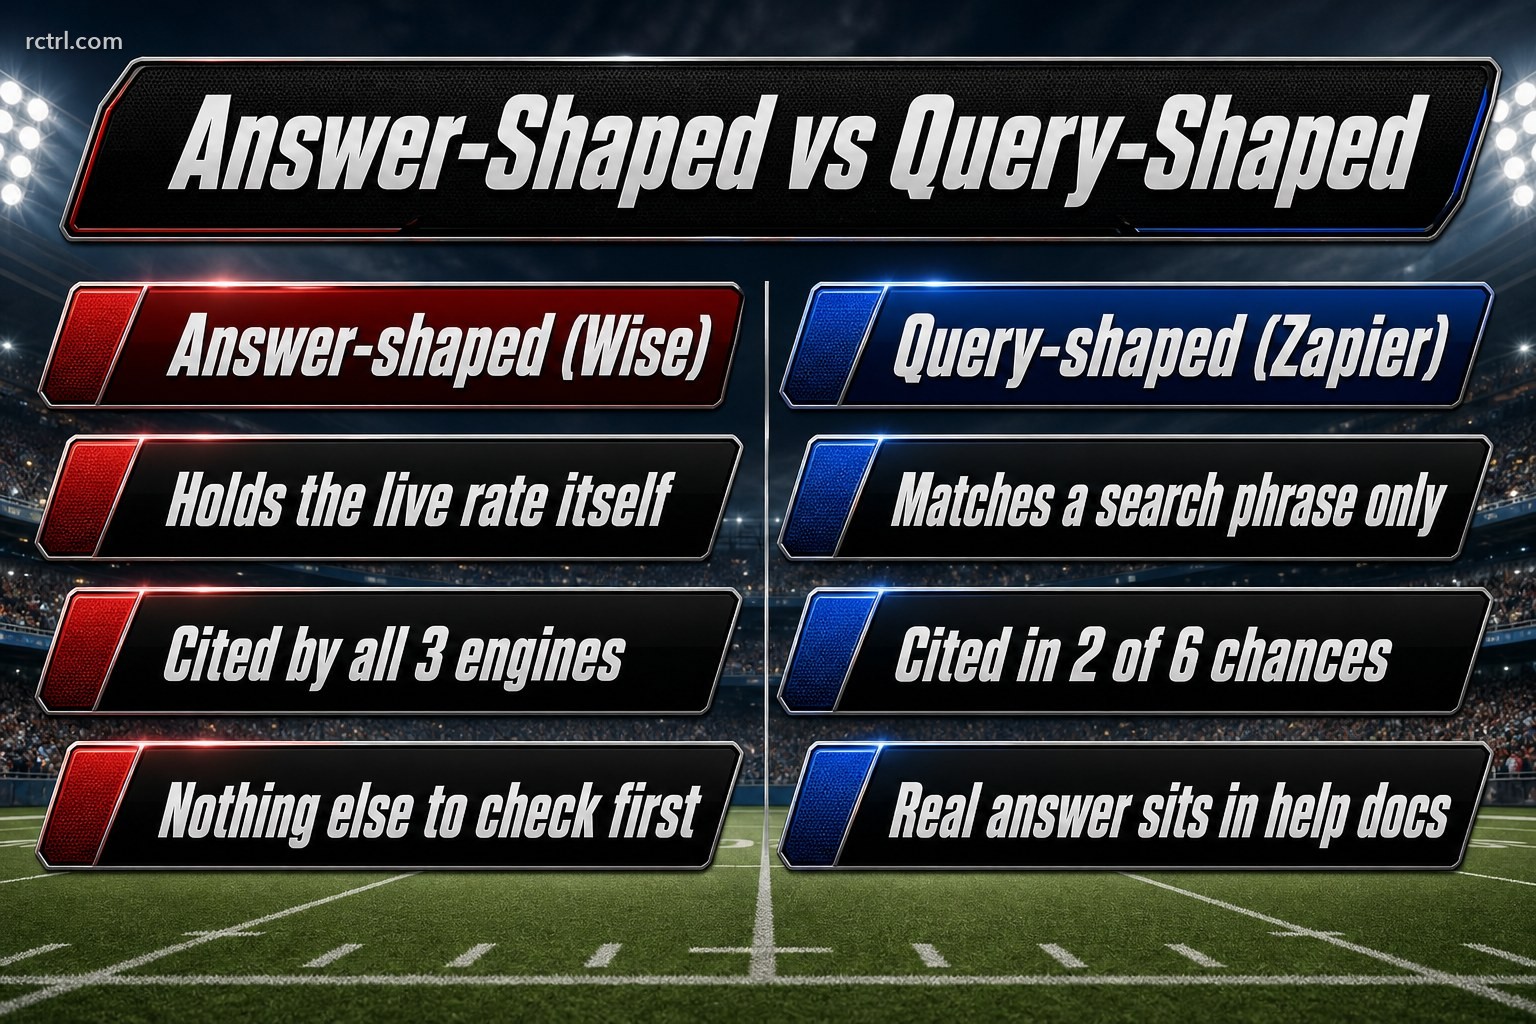 rctrl.com
Answer-Shaped vs Query-Shaped
Answer-shaped (Wise)
Holds the live rate itself
Cited by all 3 engines
Nothing else to check first
Query-shaped (Zapier)
Matches a search phrase only
Cited in 2 of 6 chances
Real answer sits in help docs